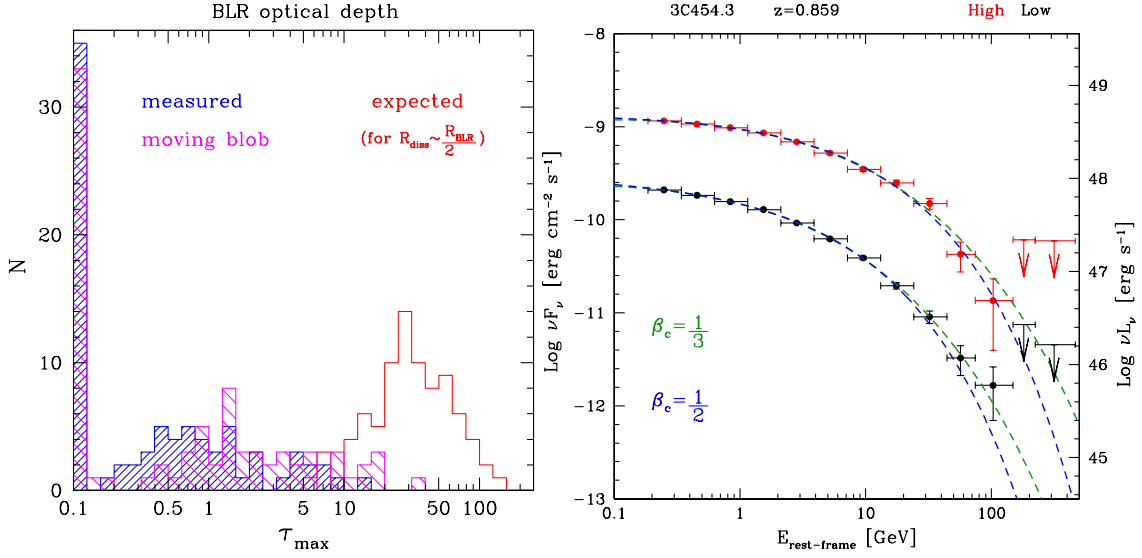 BLR optical depth
measured
moving blob
expected
(for R_diss~R_BLR/2)
N
30
20
10
0
0.1
0.5
1
5
10
50
100
τ_max
3C454.3 z=0.859 High Low
Log νF_ν [erg cm⁻² s⁻¹]
-8
-9
-10
-11
-12
-13
β_c=1/3
β_c=1/2
0.1
1
10
100
E_rest-frame [GeV]
49
48
47
46
45
Log νL_ν [erg s⁻¹]